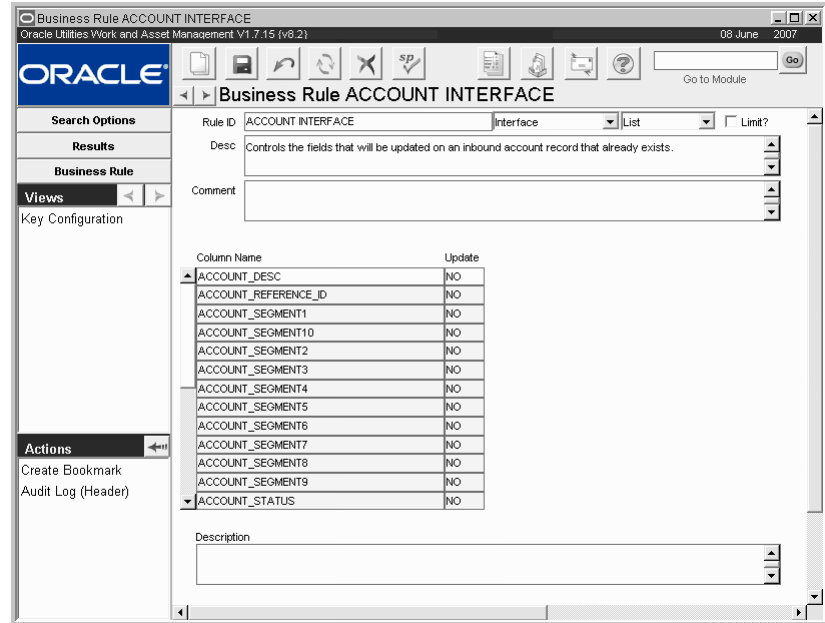 Business Rule ACCOUNT INTERFACE
Oracle Utilities Work and Asset Management V1.7.15 {v8.2} 08 June 2007
ORACLE
sp
Go
Go to Module
Business Rule ACCOUNT INTERFACE
Search Options
Results
Business Rule
Views
Key Configuration
Actions
Create Bookmark
Audit Log (Header)
Rule ID ACCOUNT INTERFACE Interface List Limit?
Desc Controls the fields that will be updated on an inbound account record that already exists.
Comment
Column Name Update
ACCOUNT_DESC NO
ACCOUNT_REFERENCE_ID NO
ACCOUNT_SEGMENT1 NO
ACCOUNT_SEGMENT10 NO
ACCOUNT_SEGMENT2 NO
ACCOUNT_SEGMENT3 NO
ACCOUNT_SEGMENT4 NO
ACCOUNT_SEGMENT5 NO
ACCOUNT_SEGMENT6 NO
ACCOUNT_SEGMENT7 NO
ACCOUNT_SEGMENT8 NO
ACCOUNT_SEGMENT9 NO
ACCOUNT_STATUS NO
Description